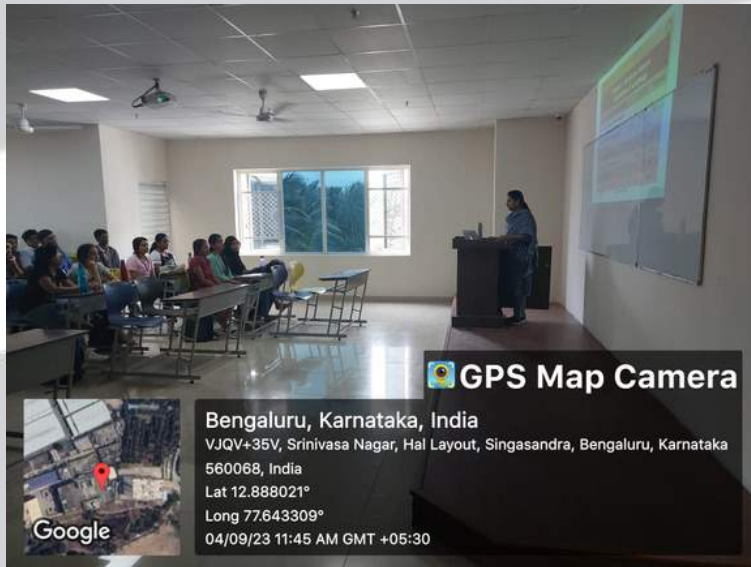 GPS Map Camera
Bengaluru, Karnataka, India
VJQV+35V, Srinivasa Nagar, Hal Layout, Singasandra, Bengaluru, Karnataka
560068, India
Lat 12.888021°
Long 77.643309°
04/09/23 11:45 AM GMT +05:30
Google